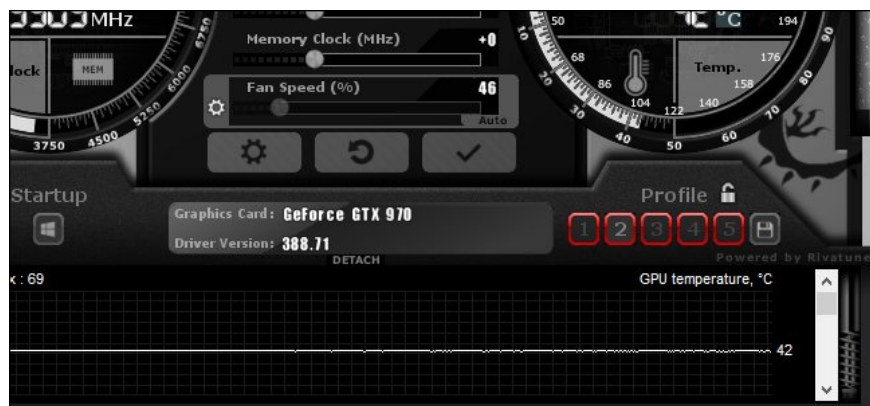 MHz
Memory Clock (MHz) +0
°C
50
194
6750
10
90
lock
MEM
Fan Speed (%) 46
68
86
104
122
140
158
176
Temp.
6000
5250
4500
3750
20
30
40
50
60
70
80
Auto
Startup
Profile
Graphics Card: GeForce GTX 970
1 2 3 4 5
Driver Version: 388.71
DETACH
Powered by Rivatune
x : 69
GPU temperature, °C
42